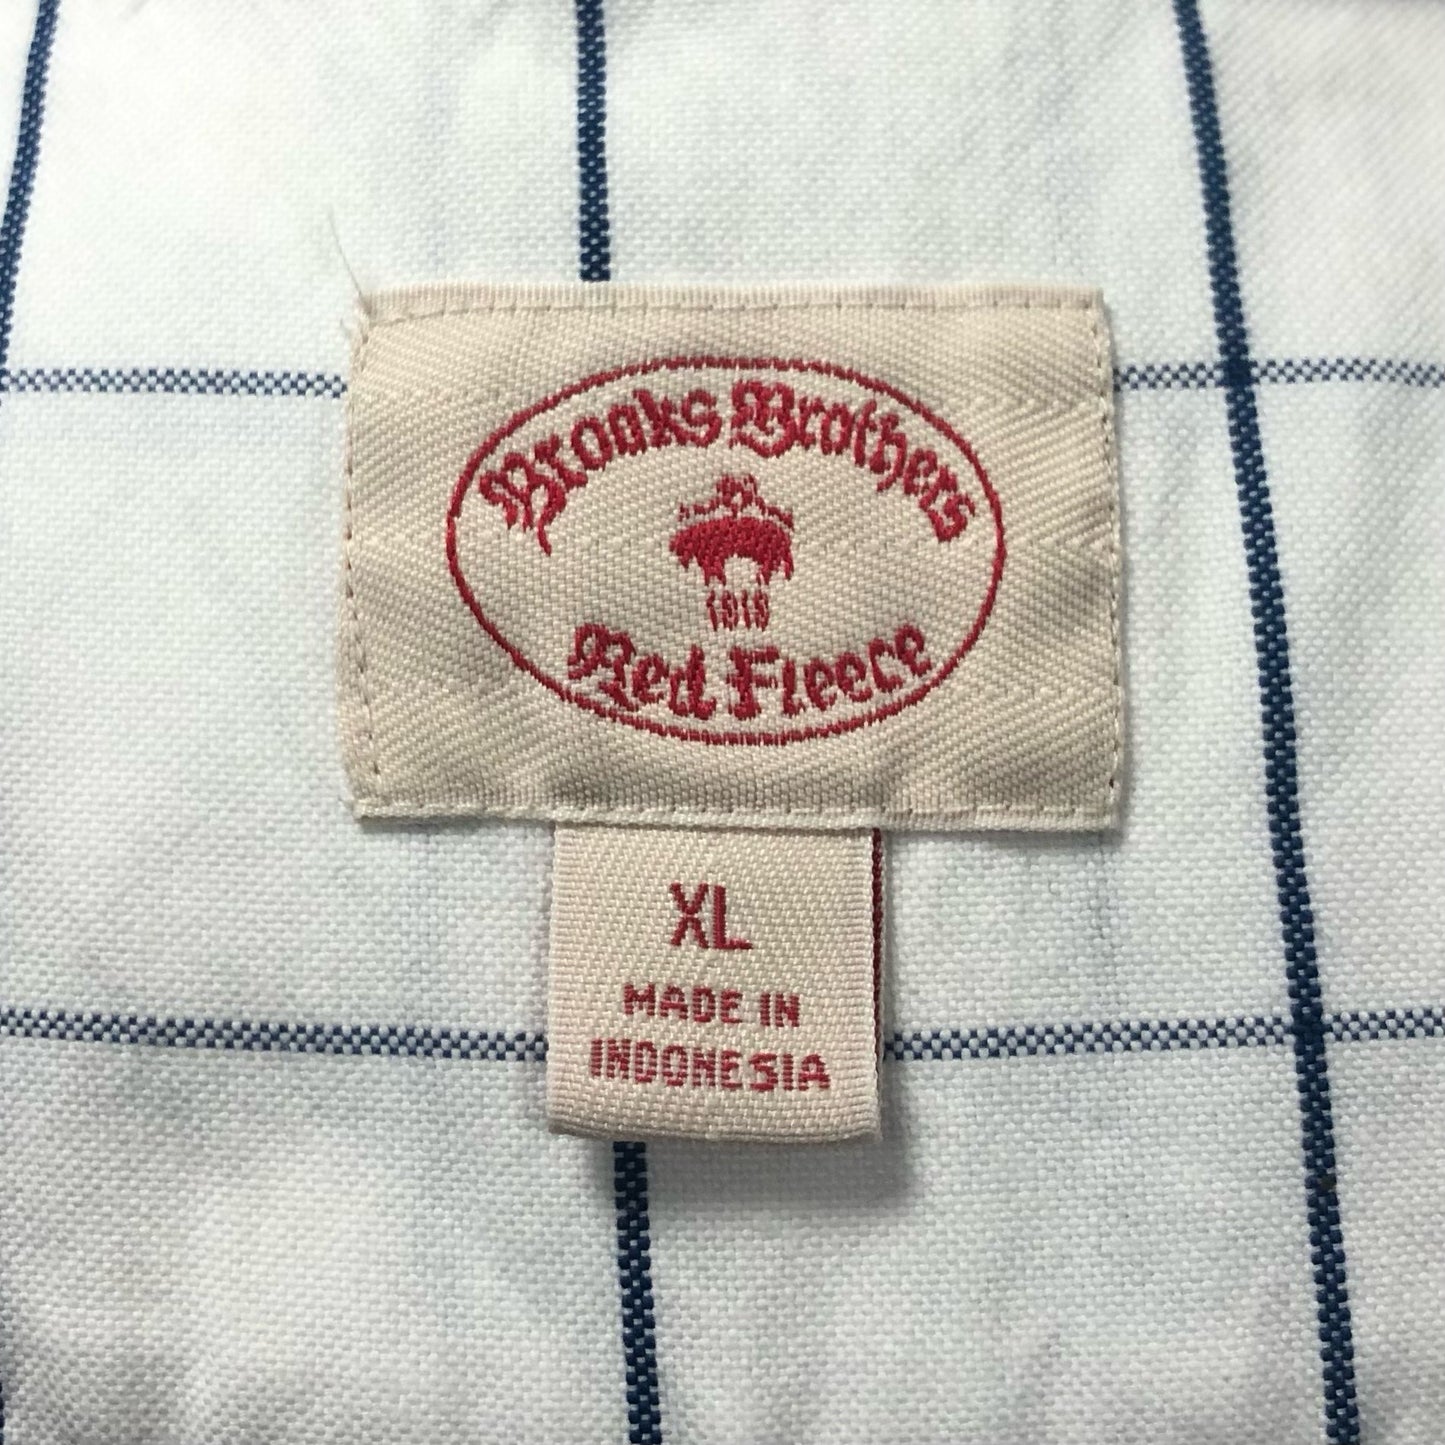 Brooks Brothers
1818
Red Fleece
XL
MADE IN
INDONESIA